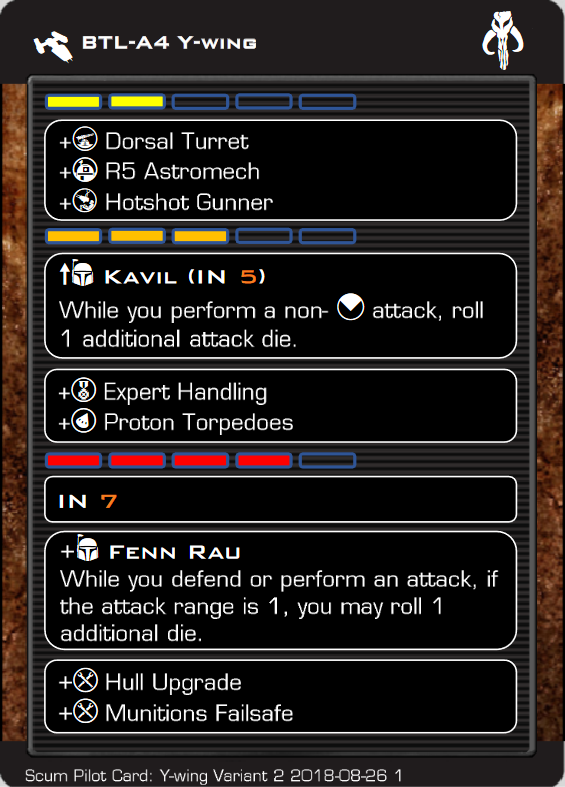 BTL-A4 Y-wing
+ Dorsal Turret
+ R5 Astromech
+ Hotshot Gunner
Kavil (IN 5)
While you perform a non- attack, roll
1 additional attack die.
+ Expert Handling
+ Proton Torpedoes
IN 7
+ Fenn Rau
While you defend or perform an attack, if
the attack range is 1, you may roll 1
additional die.
+ Hull Upgrade
+ Munitions Failsafe
Scum Pilot Card: Y-wing Variant 2 2018-08-26 1